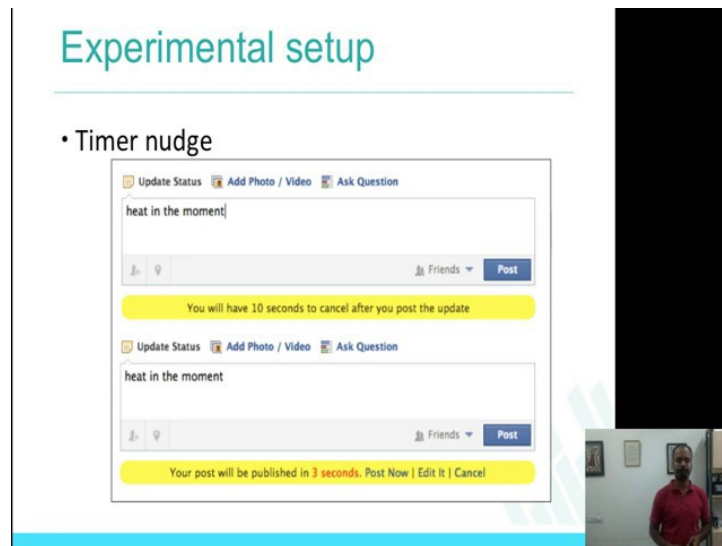 Experimental setup
• Timer nudge
Update Status Add Photo / Video Ask Question
heat in the moment
Friends Post
You will have 10 seconds to cancel after you post the update
Update Status Add Photo / Video Ask Question
heat in the moment
Friends Post
Your post will be published in 3 seconds. Post Now | Edit It | Cancel